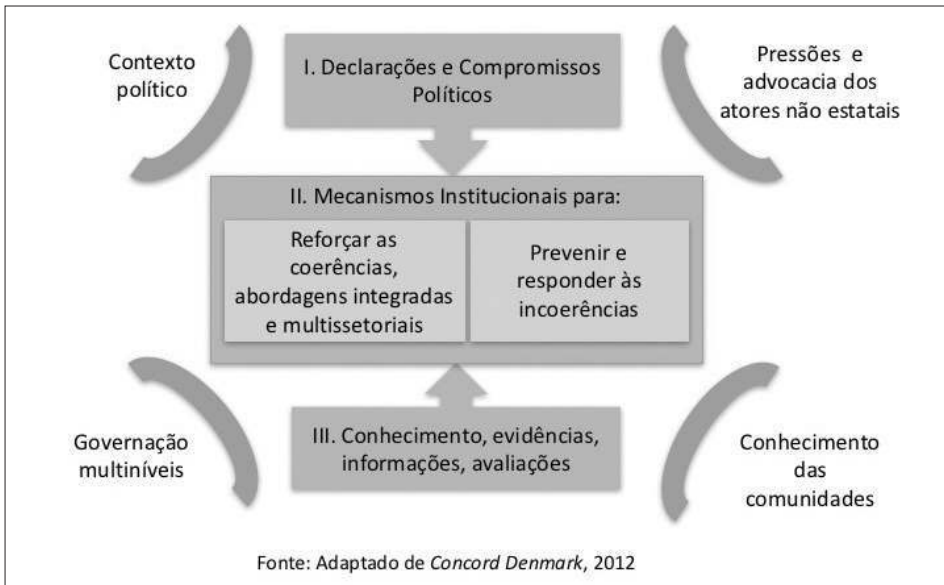 Contexto
político
I. Declarações e Compromissos
Políticos
Pressões e
advocacia dos
atores não estatais
II. Mecanismos Institucionais para:
Reforçar as
coerências,
abordagens integradas
e multissetoriais
Prevenir e
responder às
incoerências
Governação
multiníveis
III. Conhecimento, evidências,
informações, avaliações
Conhecimento
das
comunidades
Fonte: Adaptado de Concord Denmark, 2012